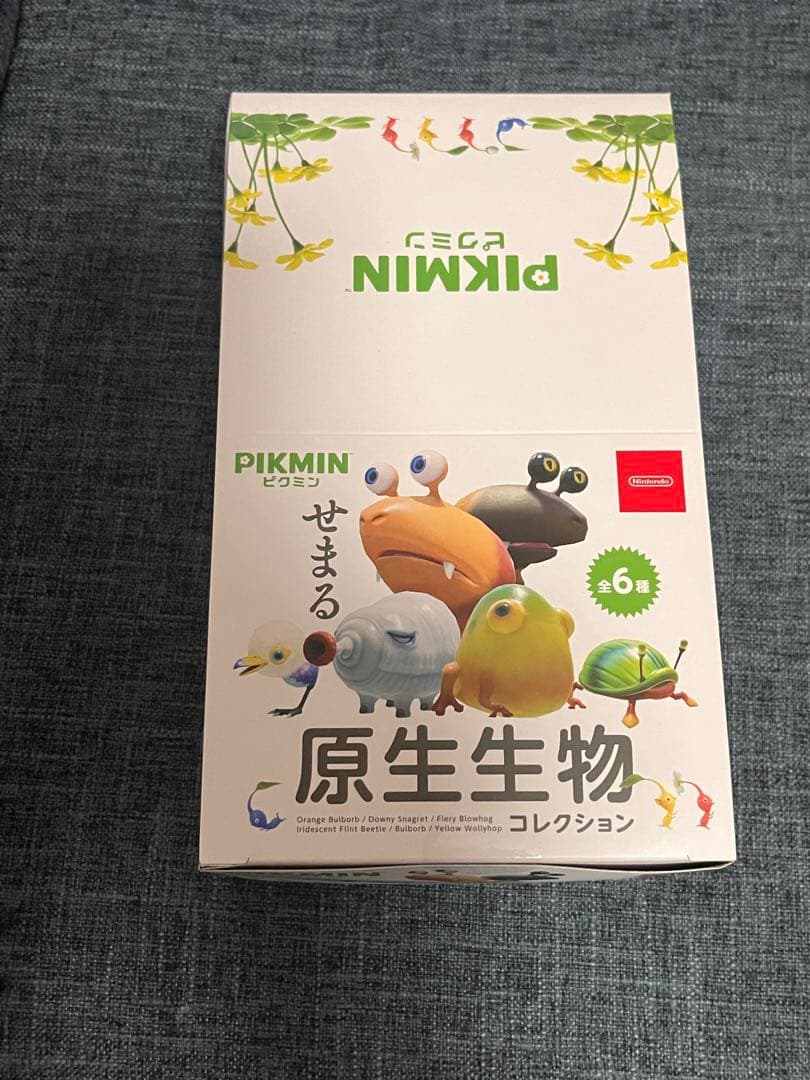 ピクミン
PIKMIN™
PIKMIN™
ピクミン
Nintendo
せまる
全6種
原生生物
Orange Bulborb / Downy Snagret / Fiery Blowhog
Iridescent Flint Beetle / Bulborb / Yellow Wollyhop
コレクション
PIKMIN